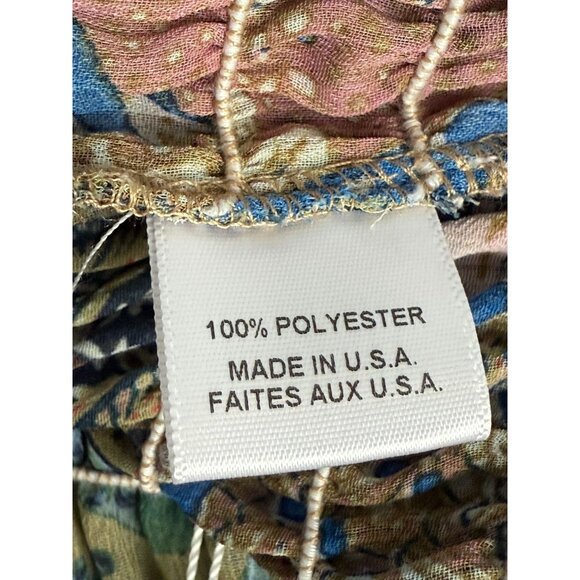 100% POLYESTER
MADE IN U.S.A.
FAITES AUX U.S.A.